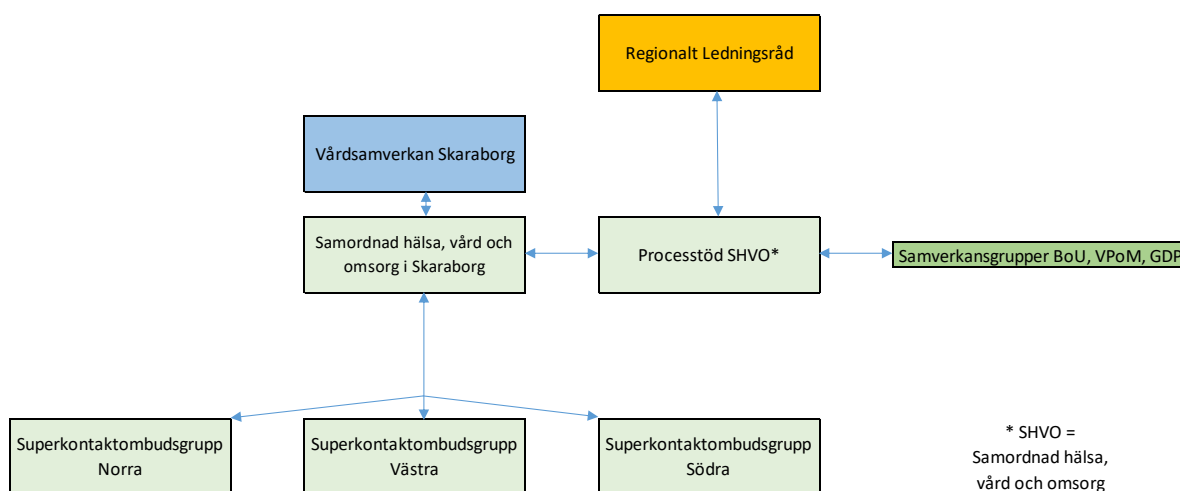 Regionalt Ledningsråd
Vårdsamverkan Skaraborg
Samordnad hälsa, vård och
omsorg i Skaraborg
Processtöd SHVO*
Samverkansgrupper BoU, VPoM, GDP
Superkontaktombudsgrupp
Norra
Superkontaktombudsgrupp
Västra
Superkontaktombudsgrupp
Södra
* SHVO =
Samordnad hälsa,
vård och omsorg